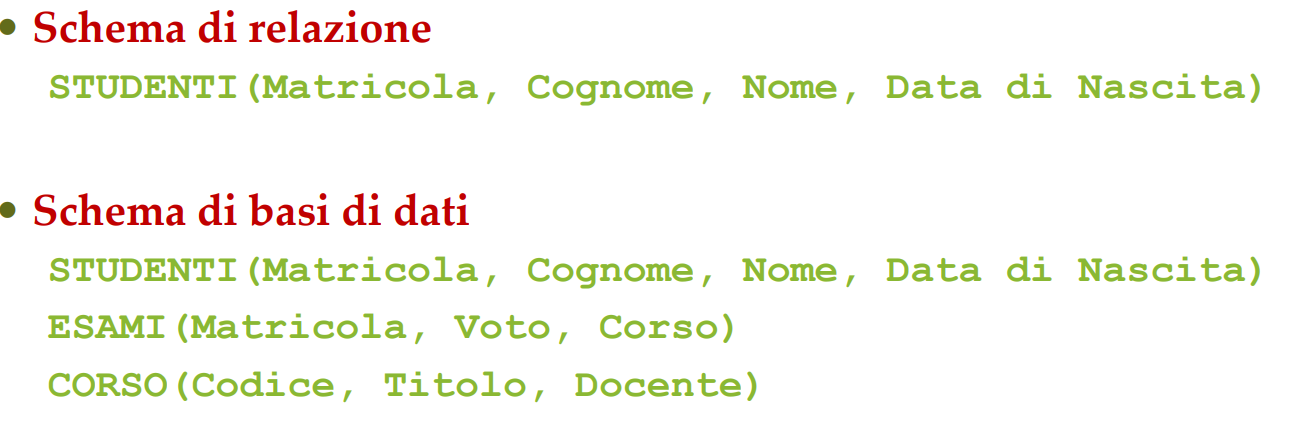 • Schema di relazione
STUDENTI(Matricola, Cognome, Nome, Data di Nascita)
• Schema di basi di dati
STUDENTI(Matricola, Cognome, Nome, Data di Nascita)
ESAMI(Matricola, Voto, Corso)
CORSO(Codice, Titolo, Docente)